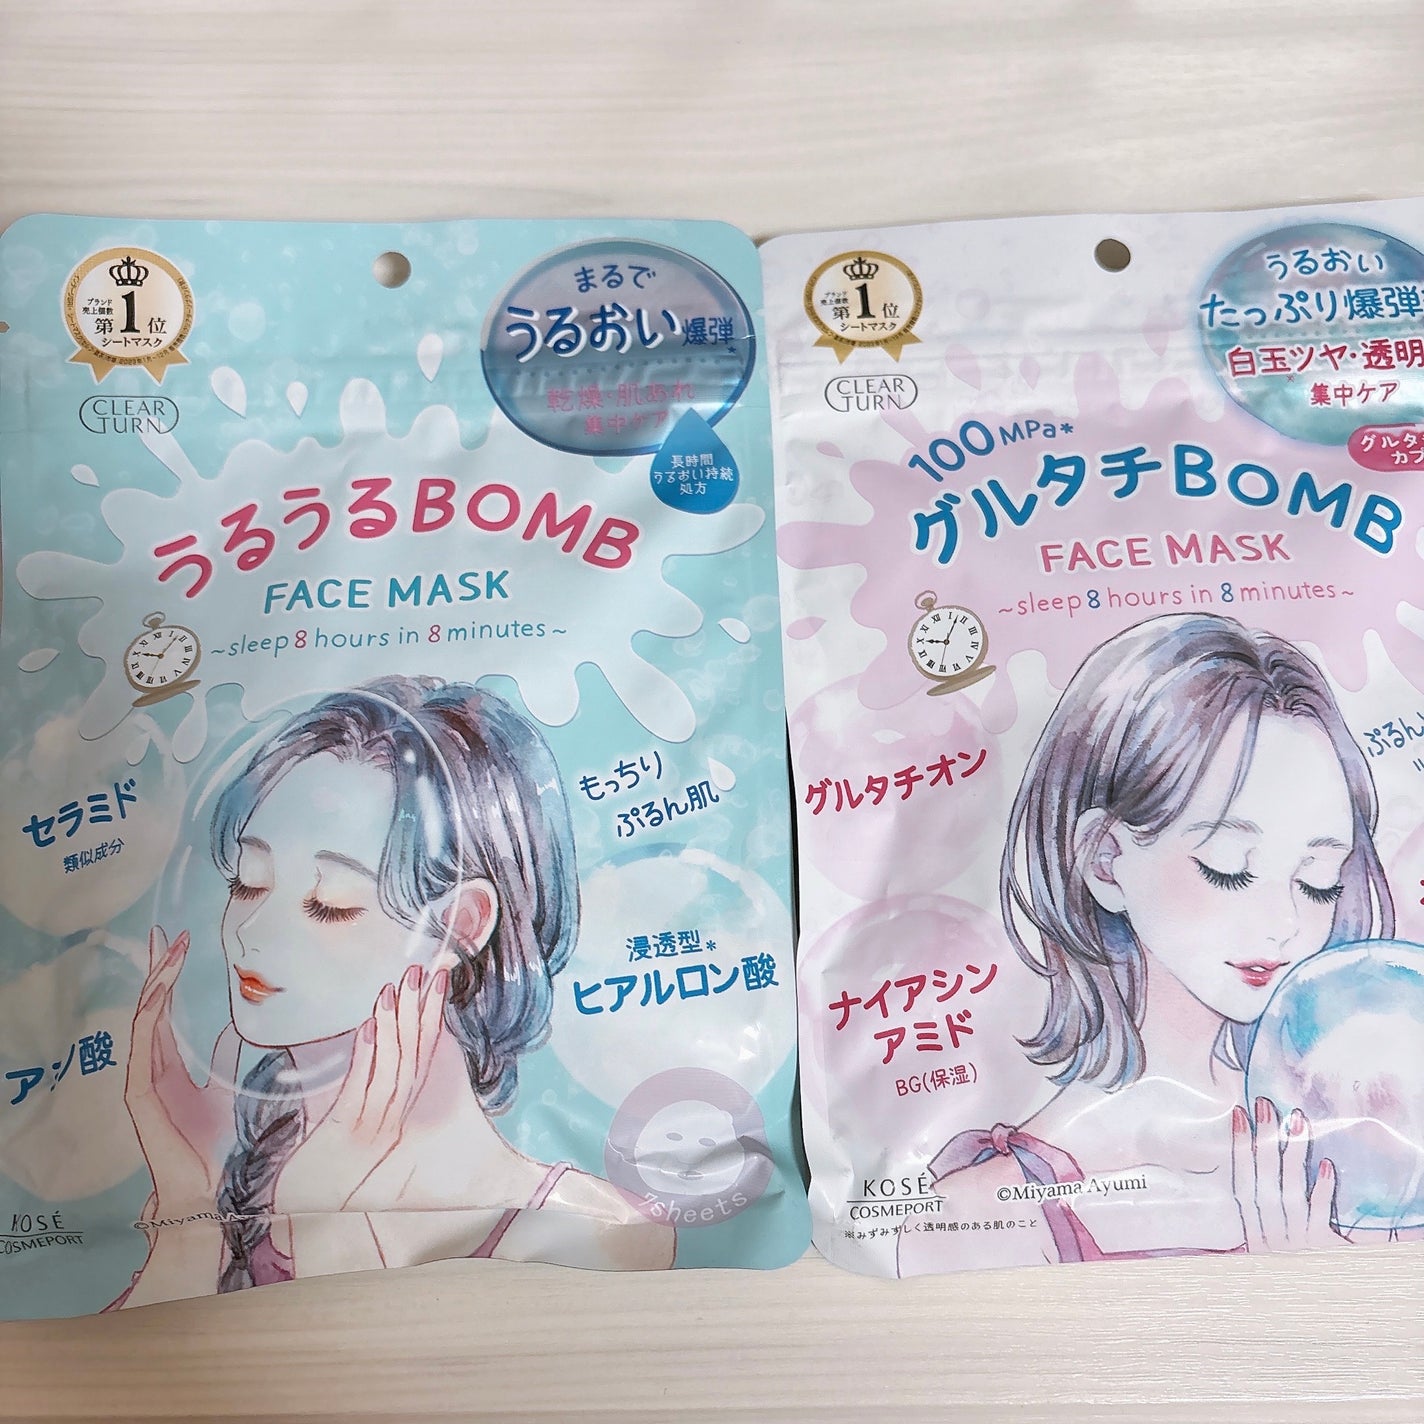 ブランド
売上個数
第1位
シートマスク
CLEAR
TURN
まるで
うるおい爆弾*
乾燥・肌あれ
集中ケア
長時間
うるおい持続
処方
うるうるBOMB
FACE MASK
~sleep 8 hours in 8 minutes~
セラミド
類似成分
もっちり
ぷるん肌
浸透型*
ヒアルロン酸
酸
7sheets
©Miyama A
KOSÉ
COSMEPORT
ブランド
売上個数
第1位
シートマスク
CLEAR
TURN
うるおい
たっぷり爆弾
白玉ツヤ・透明
集中ケア
グルタ
カプ
100MPa*
グルタチBOMB
FACE MASK
~sleep 8 hours in 8 minutes~
グルタチオン
ぷるん
ナイアシン
アミド
BG(保湿)
KOSÉ
COSMEPORT
©Miyama Ayumi
※みずみずしく透明感のある肌のこと